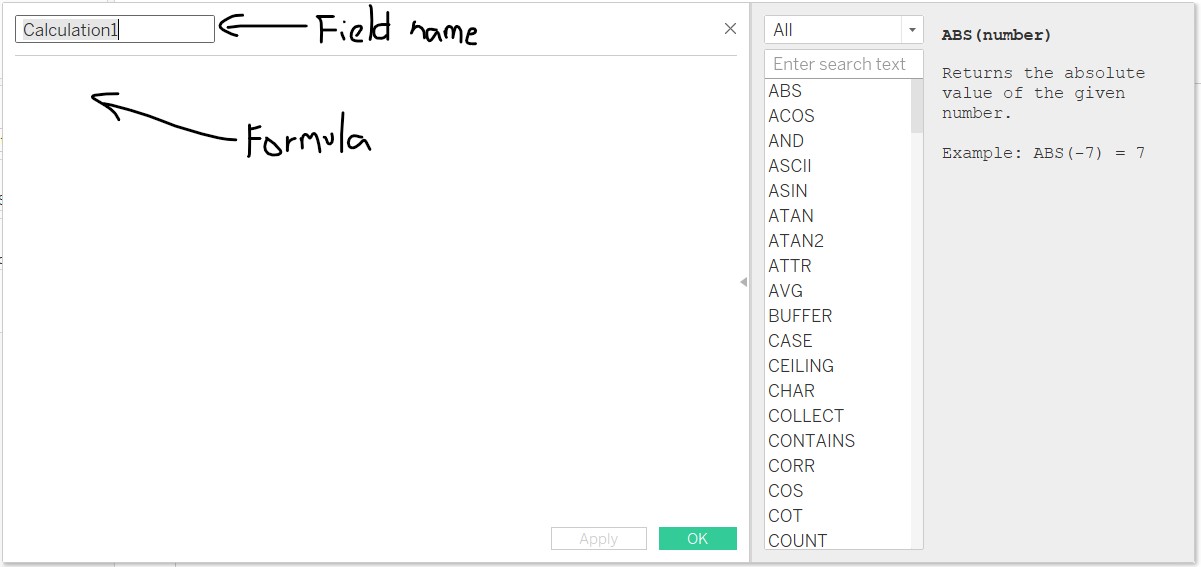 Calculation1
Field name
Formula
Apply
OK
All
Enter search text
ABS
ACOS
AND
ASCII
ASIN
ATAN
ATAN2
ATTR
AVG
BUFFER
CASE
CEILING
CHAR
COLLECT
CONTAINS
CORR
COS
COT
COUNT
ABS(number)
Returns the absolute
value of the given
number.
Example: ABS(-7) = 7